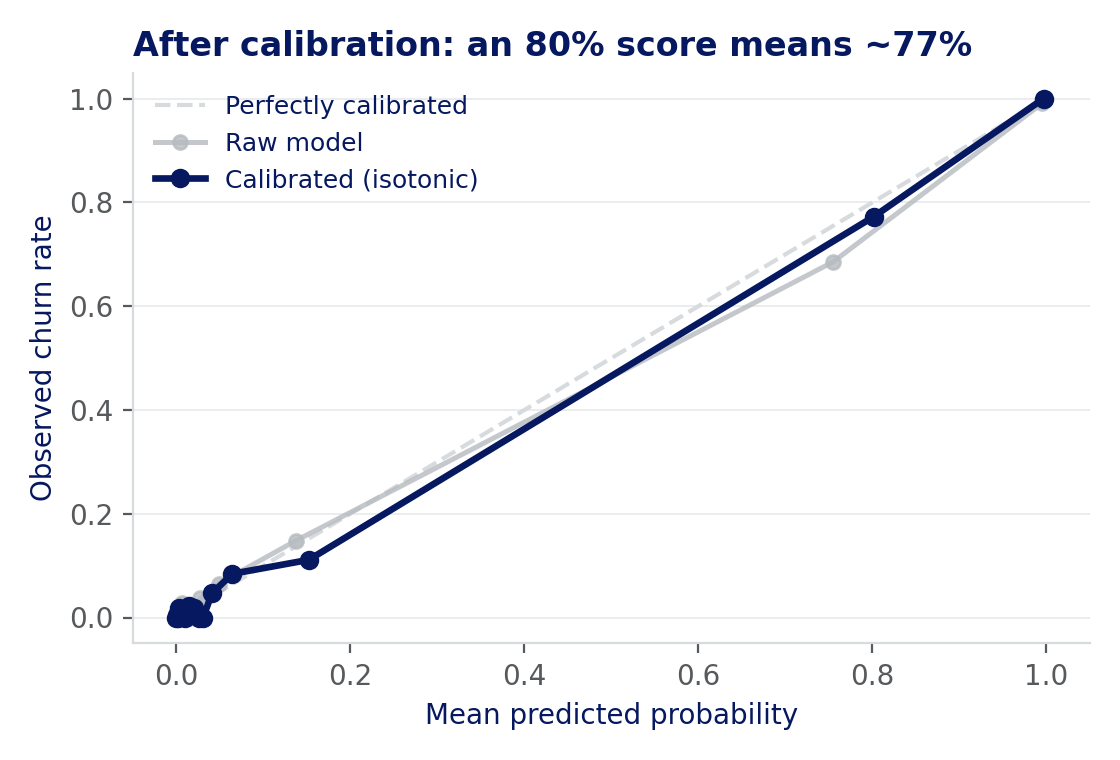 After calibration: an 80% score means ~77%
Perfectly calibrated
Raw model
Calibrated (isotonic)
1.0
0.8
0.6
0.4
0.2
0.0
Observed churn rate
0.0 0.2 0.4 0.6 0.8 1.0
Mean predicted probability